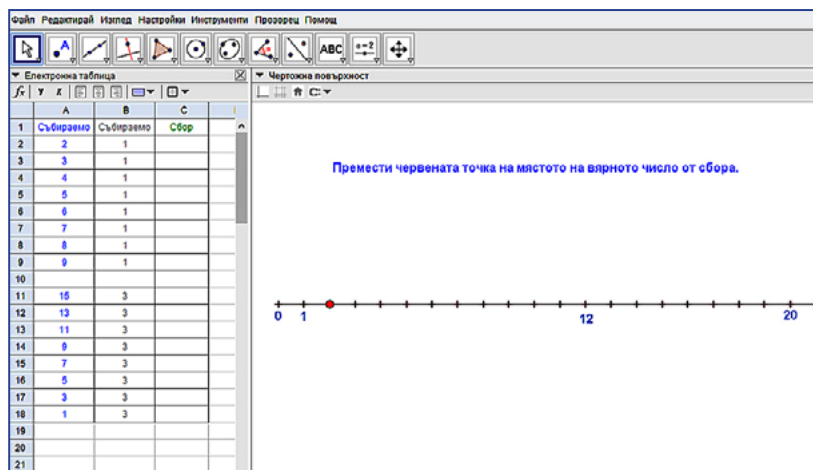 Файл Редактирай Изглед Настройки Инструменти Прозорец Помощ
A ABC a=2
Електронна таблица
Чертожна повърхност
fx Ж К
A B C
1 Събираемо Събираемо Сбор
2 2 1
3 3 1
4 4 1
5 5 1
6 6 1
7 7 1
8 8 1
9 9 1
10
11 15 3
12 13 3
13 11 3
14 9 3
15 7 3
16 5 3
17 3 3
18 1 3
19
20
21
Премести червената точка на мястото на вярното число от сбора.
0 1 12 20